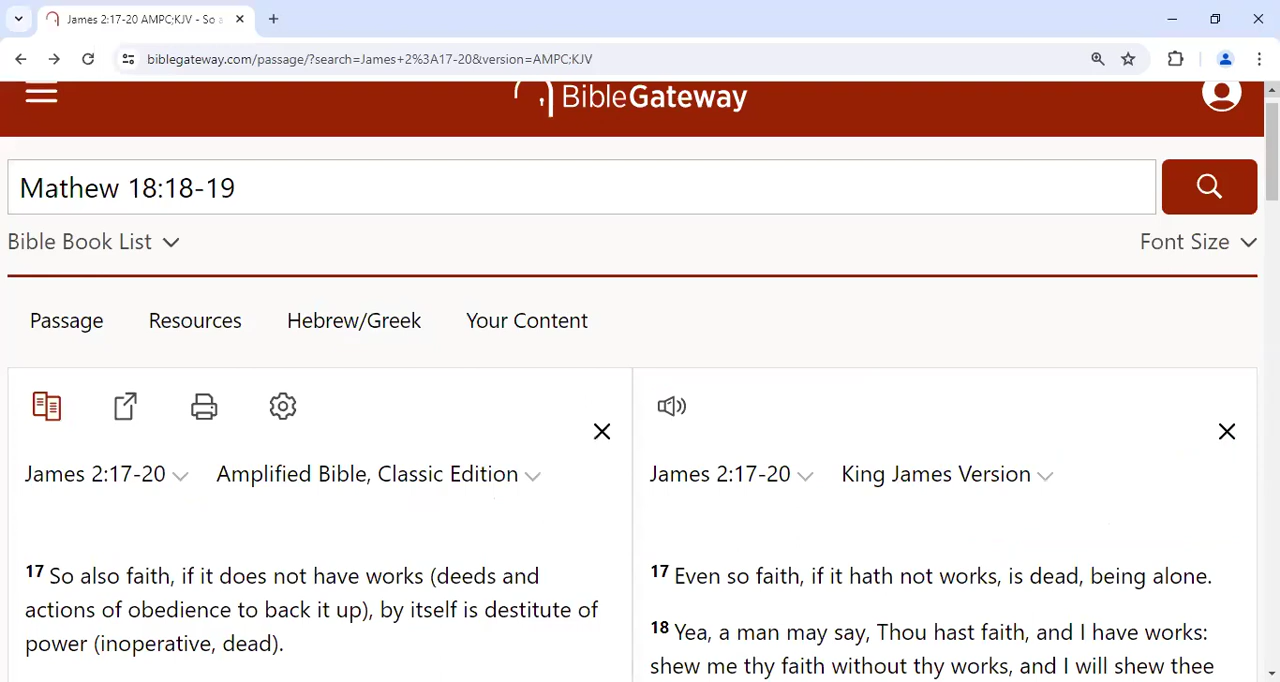 James 2:17-20 AMPC;KJV - So a
biblegateway.com/passage/?search=James+2%3A17-20&version=AMPC;KJV
BibleGateway
Mathew 18:18-19
Bible Book List
Font Size
Passage Resources Hebrew/Greek Your Content
James 2:17-20 Amplified Bible, Classic Edition
17 So also faith, if it does not have works (deeds and
actions of obedience to back it up), by itself is destitute of
power (inoperative, dead).
James 2:17-20 King James Version
17 Even so faith, if it hath not works, is dead, being alone.
18 Yea, a man may say, Thou hast faith, and I have works:
shew me thy faith without thy works, and I will shew thee